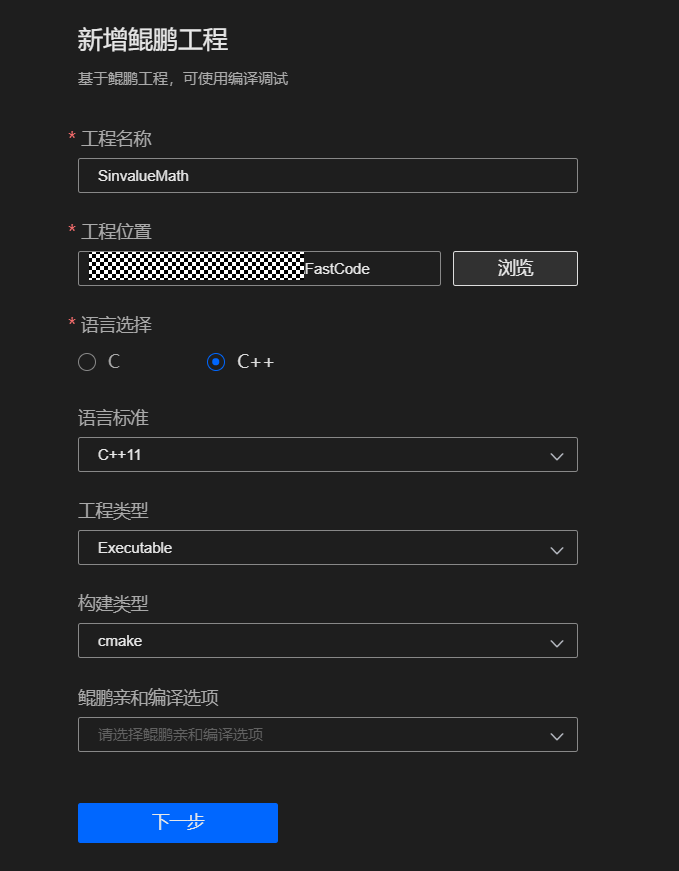 新增鲲鹏工程
基于鲲鹏工程，可使用编译调试
* 工程名称
SinvalueMath
* 工程位置
FastCode 浏览
* 语言选择
C C++
语言标准
C++11
工程类型
Executable
构建类型
cmake
鲲鹏亲和编译选项
请选择鲲鹏亲和编译选项
下一步